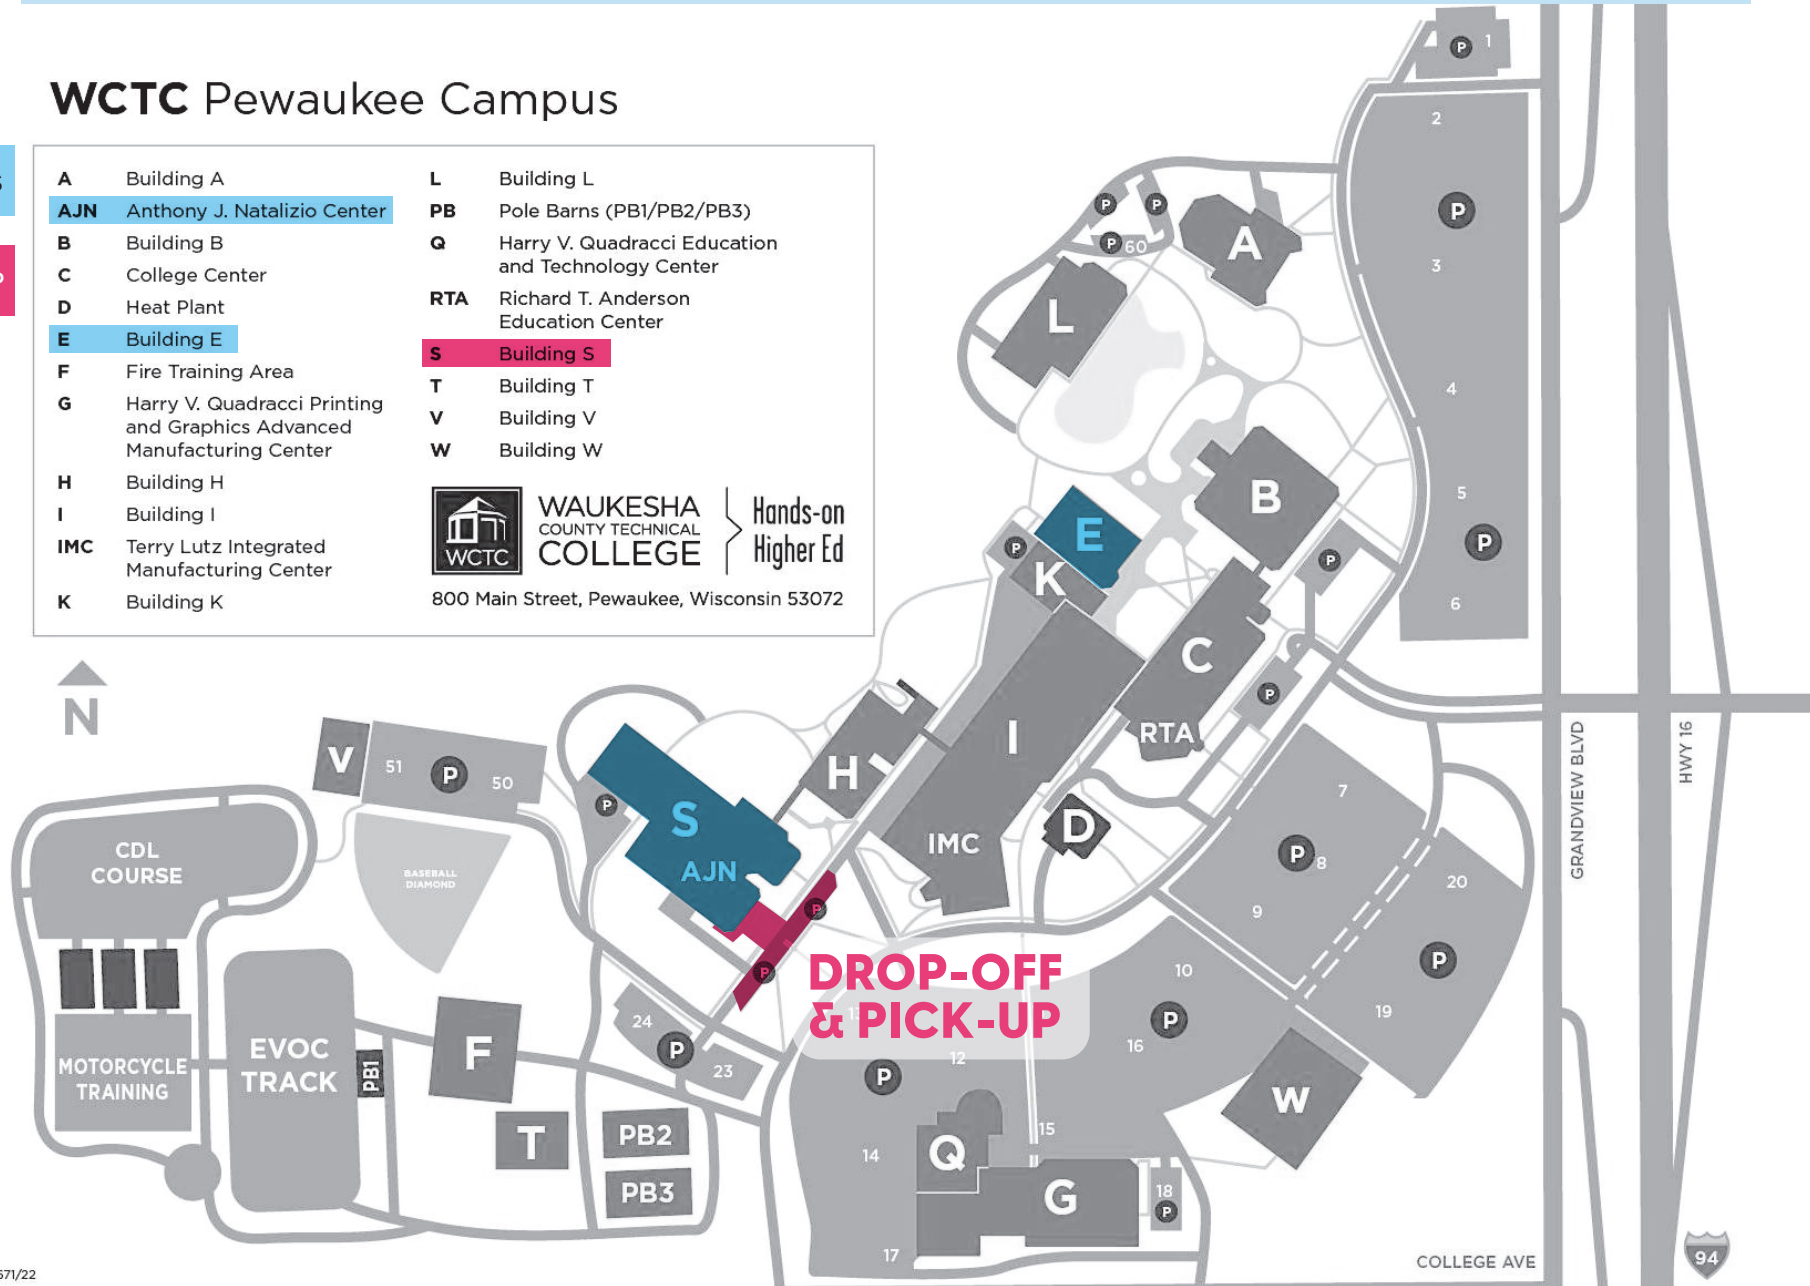 WCTC Pewaukee Campus
A Building A
AJN Anthony J. Natalizio Center
B Building B
C College Center
D Heat Plant
E Building E
F Fire Training Area
G Harry V. Quadracci Printing
and Graphics Advanced
Manufacturing Center
H Building H
I Building I
IMC Terry Lutz Integrated
Manufacturing Center
K Building K
L Building L
PB Pole Barns (PB1/PB2/PB3)
Q Harry V. Quadracci Education
and Technology Center
RTA Richard T. Anderson
Education Center
S Building S
T Building T
V Building V
W Building W
WCTC
WAUKESHA
COUNTY TECHNICAL
COLLEGE
Hands-on
Higher Ed
800 Main Street, Pewaukee, Wisconsin 53072
N
P 1
2
P
3
4
5
P
6
P
P
P 60
A
L
B
E
P
K
P
C
P
RTA
I
H
IMC
D
S
AJN
P
V
51
P
50
CDL
COURSE
BASEBALL
DIAMOND
MOTORCYCLE
TRAINING
EVOC
TRACK
PB1
F
T
PB2
PB3
24
P
23
P
P
DROP-OFF
& PICK-UP
13
12
P
14
Q
15
G
17
18
P
10
P
16
W
7
P 8
9
20
P
19
GRANDVIEW BLVD
HWY 16
COLLEGE AVE
94
571/22